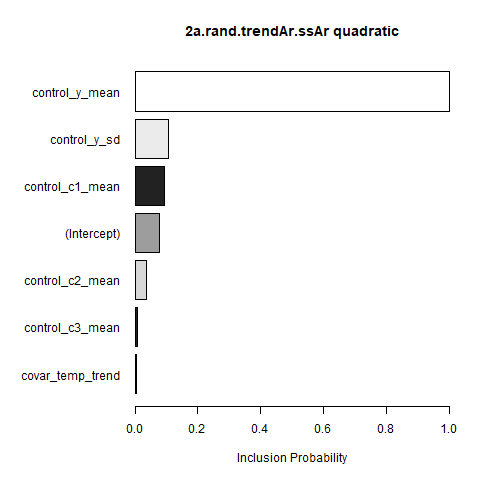 2a.rand.trendAr.ssAr quadratic
control_y_mean
control_y_sd
control_c1_mean
(Intercept)
control_c2_mean
control_c3_mean
covar_temp_trend
0.0 0.2 0.4 0.6 0.8 1.0
Inclusion Probability